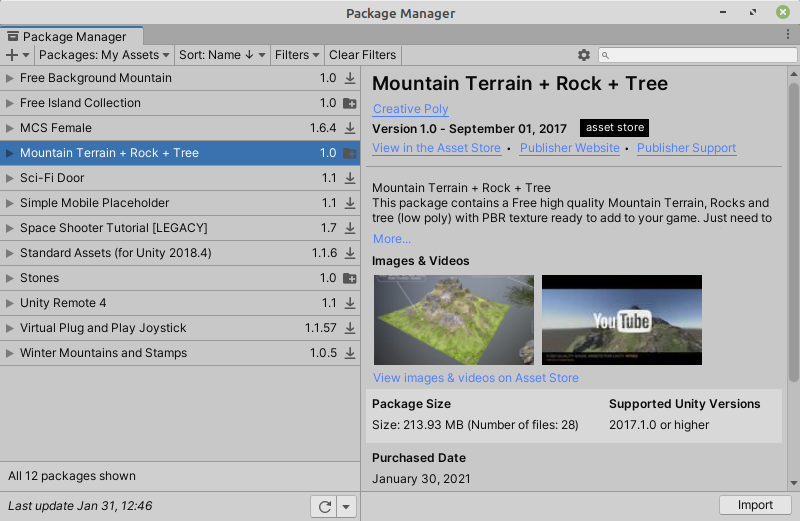 Package Manager
Package Manager
Packages: My Assets
Sort: Name ↓
Filters
Clear Filters
Free Background Mountain 1.0
Free Island Collection 1.0
MCS Female 1.6.4
Mountain Terrain + Rock + Tree 1.0
Sci-Fi Door 1.1
Simple Mobile Placeholder 1.1
Space Shooter Tutorial [LEGACY] 1.7
Standard Assets (for Unity 2018.4) 1.1.6
Stones 1.0
Unity Remote 4 1.1
Virtual Plug and Play Joystick 1.1.57
Winter Mountains and Stamps 1.0.5
All 12 packages shown
Last update Jan 31, 12:46
Mountain Terrain + Rock + Tree
Creative Poly
Version 1.0 - September 01, 2017 asset store
View in the Asset Store • Publisher Website • Publisher Support
Mountain Terrain + Rock + Tree
This package contains a Free high quality Mountain Terrain, Rocks and
tree (low poly) with PBR texture ready to add to your game. Just need to
More...
Images & Videos
YouTube
View images & videos on Asset Store
Package Size
Size: 213.93 MB (Number of files: 28)
Supported Unity Versions
2017.1.0 or higher
Purchased Date
January 30, 2021
Import